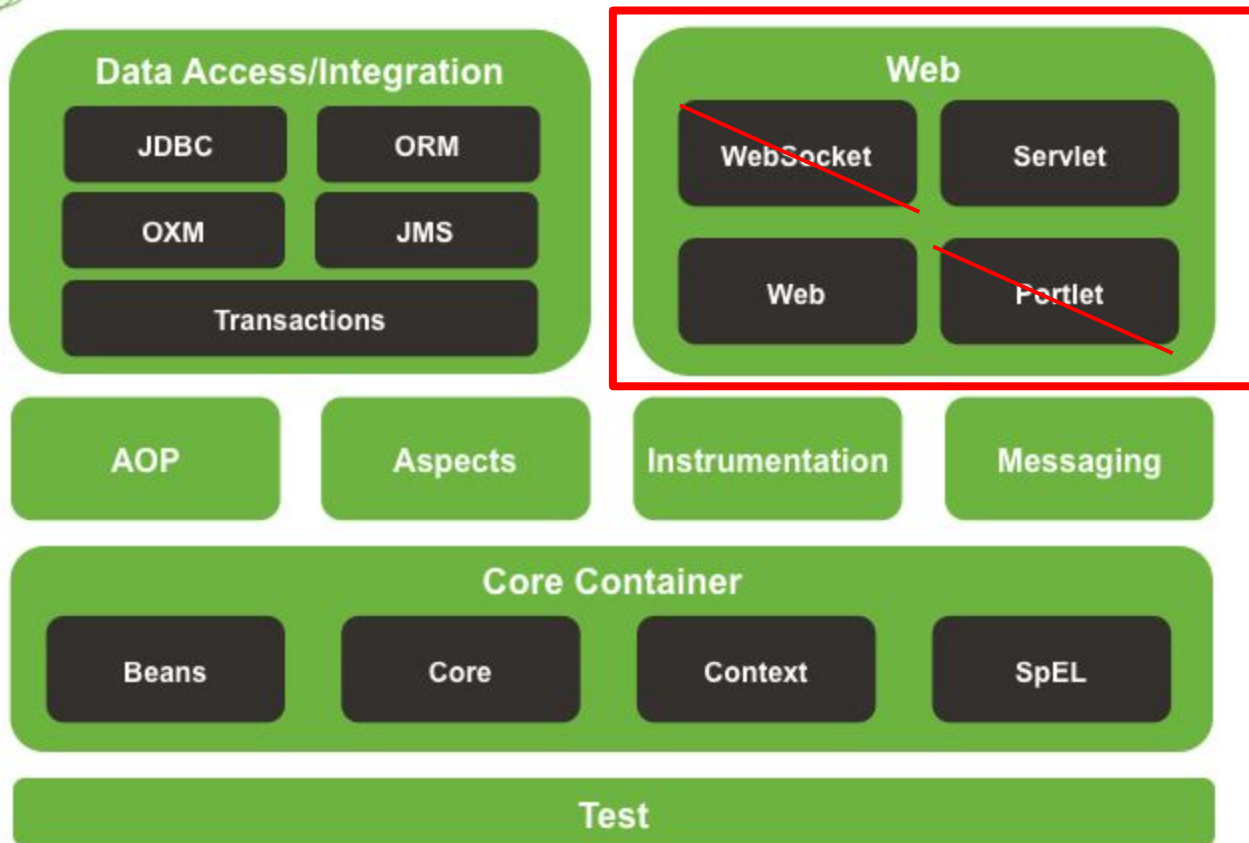 Data Access/Integration
JDBC
ORM
OXM
JMS
Transactions
Web
WebSocket
Servlet
Web
Portlet
AOP
Aspects
Instrumentation
Messaging
Core Container
Beans
Core
Context
SpEL
Test